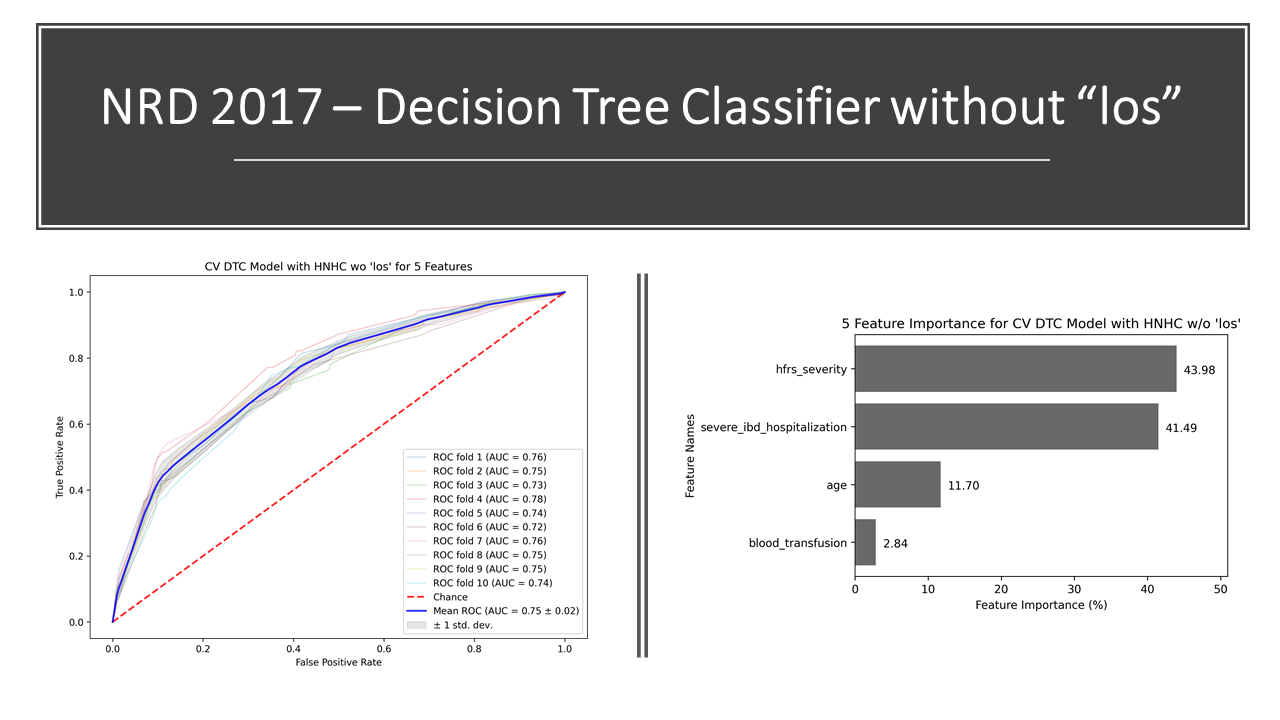 NRD 2017 – Decision Tree Classifier without “los”
CV DTC Model with HNHC wo 'los' for 5 Features
True Positive Rate
1.0
0.8
0.6
0.4
0.2
0.0
ROC fold 1 (AUC = 0.76)
ROC fold 2 (AUC = 0.75)
ROC fold 3 (AUC = 0.73)
ROC fold 4 (AUC = 0.78)
ROC fold 5 (AUC = 0.74)
ROC fold 6 (AUC = 0.72)
ROC fold 7 (AUC = 0.76)
ROC fold 8 (AUC = 0.75)
ROC fold 9 (AUC = 0.75)
ROC fold 10 (AUC = 0.74)
Chance
Mean ROC (AUC = 0.75 ± 0.02)
± 1 std. dev.
0.0 0.2 0.4 0.6 0.8 1.0
False Positive Rate
5 Feature Importance for CV DTC Model with HNHC w/o 'los'
Feature Names
hfrs_severity 43.98
severe_ibd_hospitalization 41.49
age 11.70
blood_transfusion 2.84
0 10 20 30 40 50
Feature Importance (%)